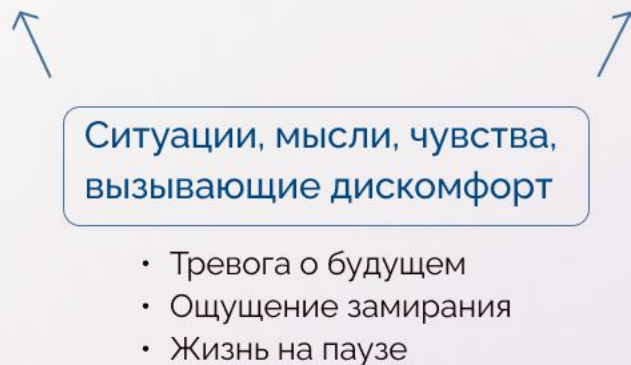 Ситуации, мысли, чувства,
вызывающие дискомфорт
• Тревога о будущем
• Ощущение замирания
• Жизнь на паузе